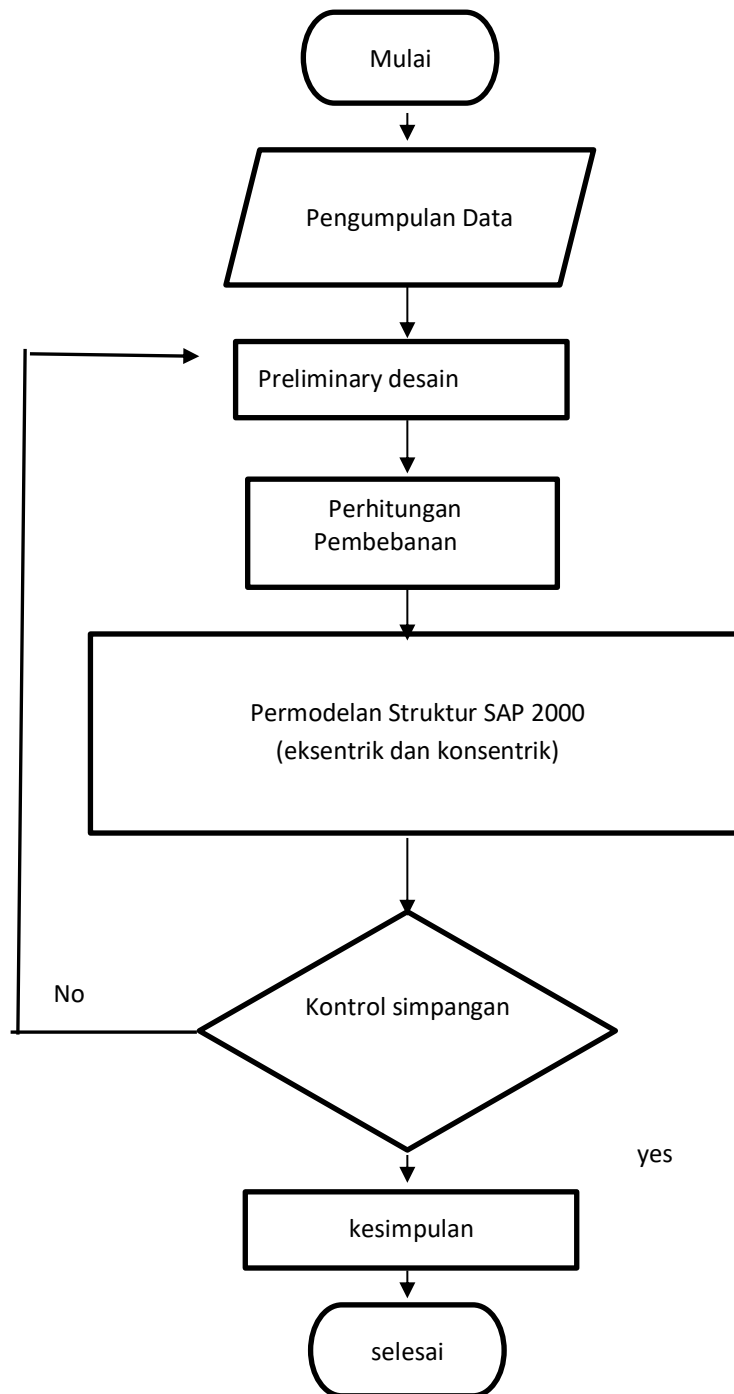 Mulai
Pengumpulan Data
Preliminary desain
Perhitungan
Pembebanan
Permodelan Struktur SAP 2000
(eksentrik dan konsentrik)
No
Kontrol simpangan
yes
kesimpulan
selesai